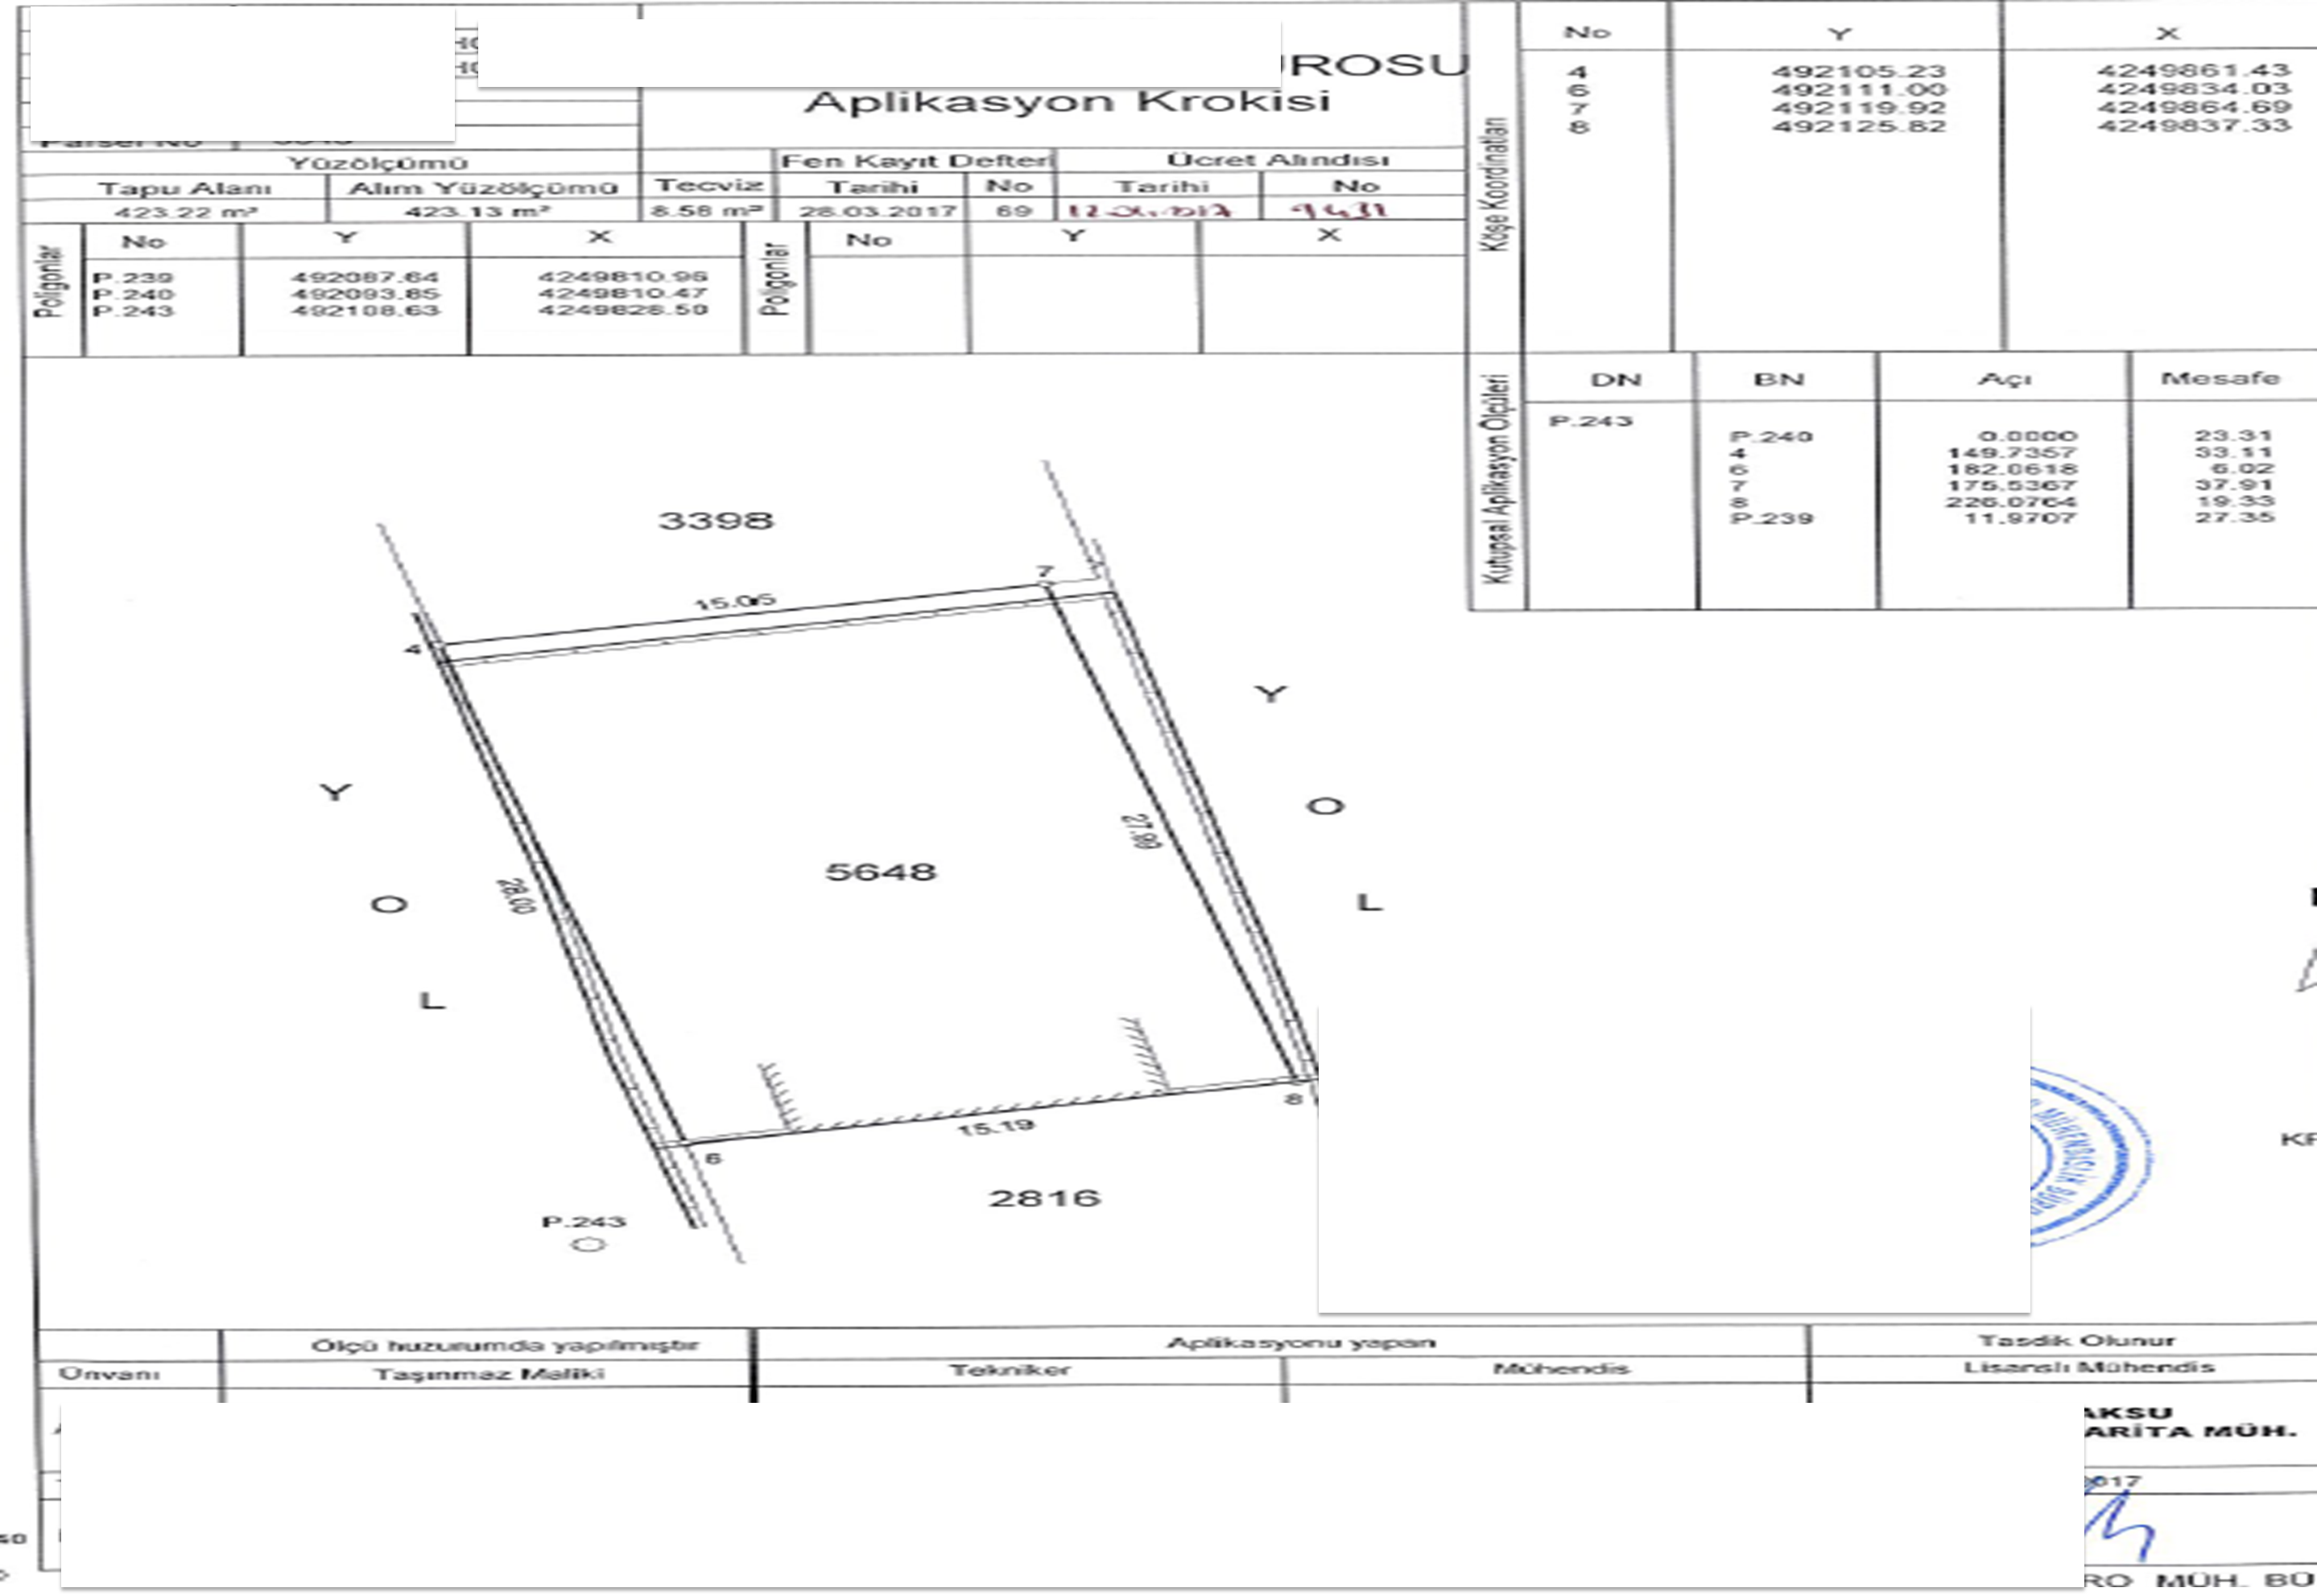 ROSU
Aplikasyon Krokisi
Parsel No
Yüzölçümü
Fen Kayıt Defteri
Ücret Alındısı
Tapu Alanı
Alım Yüzölçümü
Tecviz
Tarihi
No
Tarihi
No
423.22 m²
423.13 m²
8.58 m²
28.03.2017
69
9431
Poligonlar
No
Y
X
P.239 492087.64 4249810.96
P.240 492093.85 4249810.47
P.243 492108.63 4249828.50
Poligonlar
No
Y
X
Köşe Koordinatları
No
Y
X
4 492105.23 4249861.43
6 492111.00 4249834.03
7 492119.92 4249864.69
8 492125.82 4249837.33
Kutupsal Aplikasyon Ölçüleri
DN
BN
Açı
Mesafe
P.243
P.240 0.0000 23.31
4 149.7357 33.11
6 182.0618 6.02
7 175.5367 37.91
8 226.0764 19.33
P.239 11.9707 27.35
3398
7
15.05
4
Y
O
L
28.00
5648
27.99
Y
O
L
8
15.19
6
2816
P.243
MÜHENDİSLİK
Ölçü huzurumda yapılmıştır
Aplikasyonu yapan
Tasdik Olunur
Ünvanı
Taşınmaz Maliki
Tekniker
Mühendis
Lisanslı Mühendis
AKSU
ARİTA MÜH.
RO MÜH. BÜ